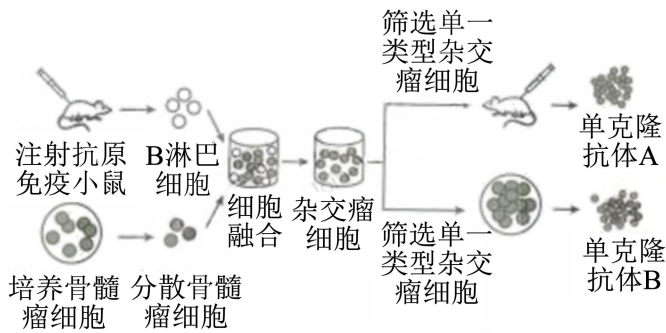 筛选单一
类型杂交
瘤细胞
注射抗原
免疫小鼠
B淋巴
细胞
单克隆
抗体A
细胞
融合
杂交瘤
细胞
培养骨髓
瘤细胞
分散骨髓
瘤细胞
筛选单一
类型杂交
瘤细胞
单克隆
抗体B